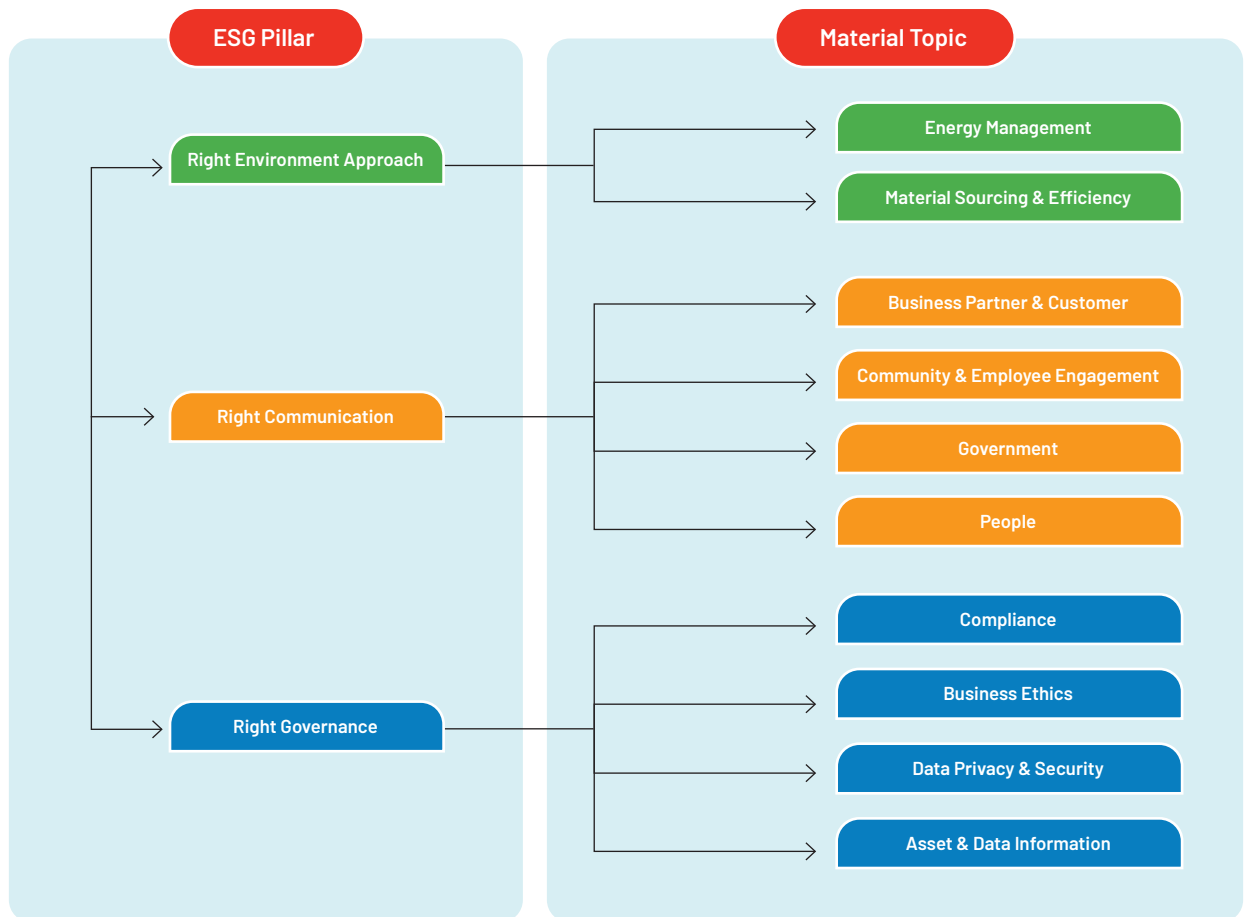 ESG Pillar
Material Topic
Right Environment Approach
Energy Management
Material Sourcing & Efficiency
Right Communication
Business Partner & Customer
Community & Employee Engagement
Government
People
Right Governance
Compliance
Business Ethics
Data Privacy & Security
Asset & Data Information